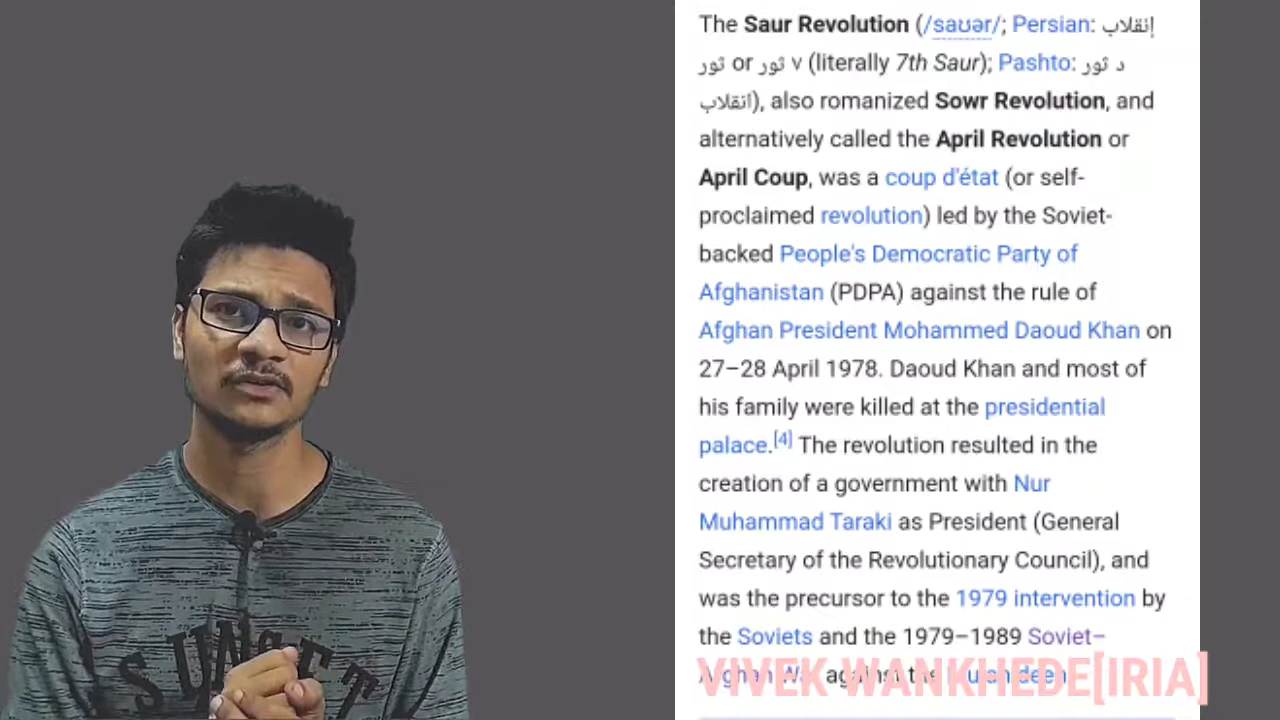 SUNSET
The Saur Revolution (/saʊər/; Persian: إنقلاب
ثور or ۷ ثور (literally 7th Saur); Pashto: د ثور
انقلاب), also romanized Sowr Revolution, and
alternatively called the April Revolution or
April Coup, was a coup d'état (or self-
proclaimed revolution) led by the Soviet-
backed People's Democratic Party of
Afghanistan (PDPA) against the rule of
Afghan President Mohammed Daoud Khan on
27–28 April 1978. Daoud Khan and most of
his family were killed at the presidential
palace.[4] The revolution resulted in the
creation of a government with Nur
Muhammad Taraki as President (General
Secretary of the Revolutionary Council), and
was the precursor to the 1979 intervention by
the Soviets and the 1979–1989 Soviet–
Afghan War against the Mujahideen
VIVEK WANKHEDE[IRIA]